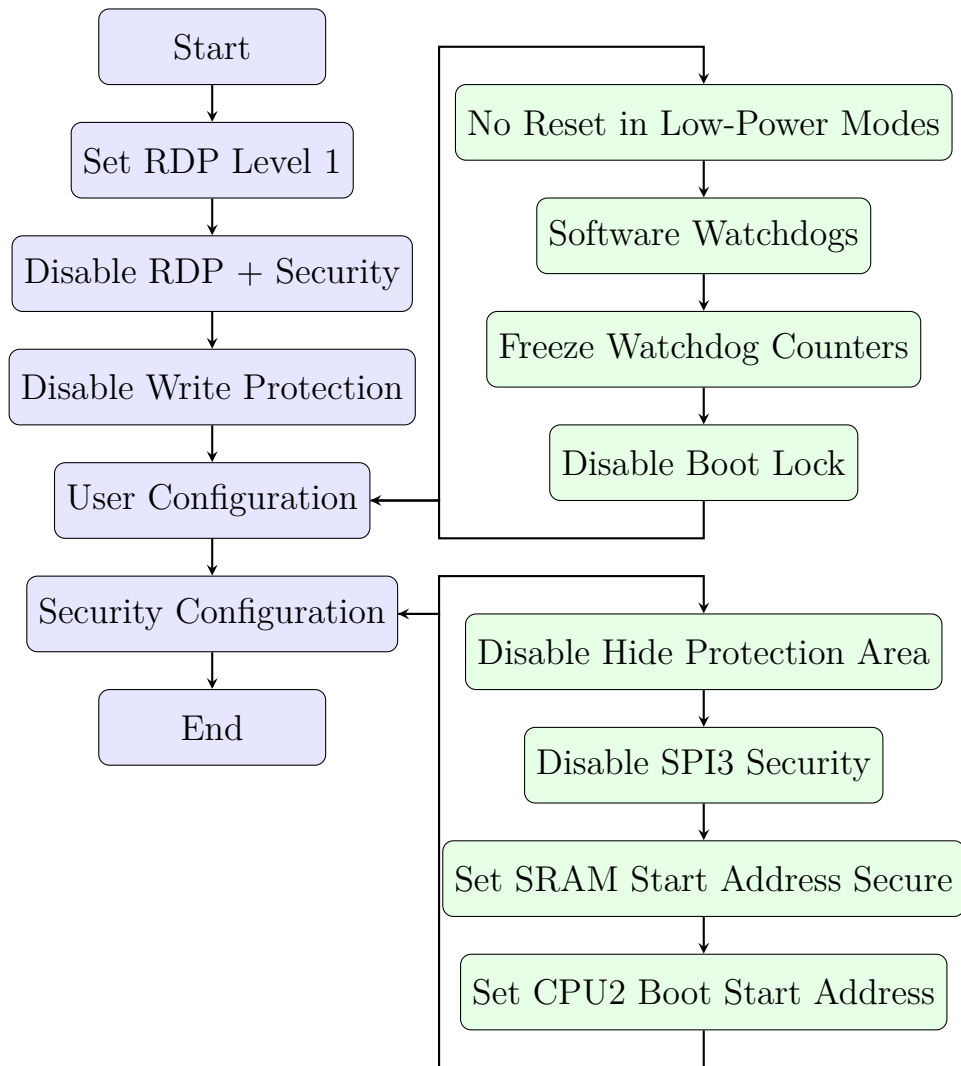 Start
Set RDP Level 1
Disable RDP + Security
Disable Write Protection
User Configuration
Security Configuration
End
No Reset in Low-Power Modes
Software Watchdogs
Freeze Watchdog Counters
Disable Boot Lock
Disable Hide Protection Area
Disable SPI3 Security
Set SRAM Start Address Secure
Set CPU2 Boot Start Address